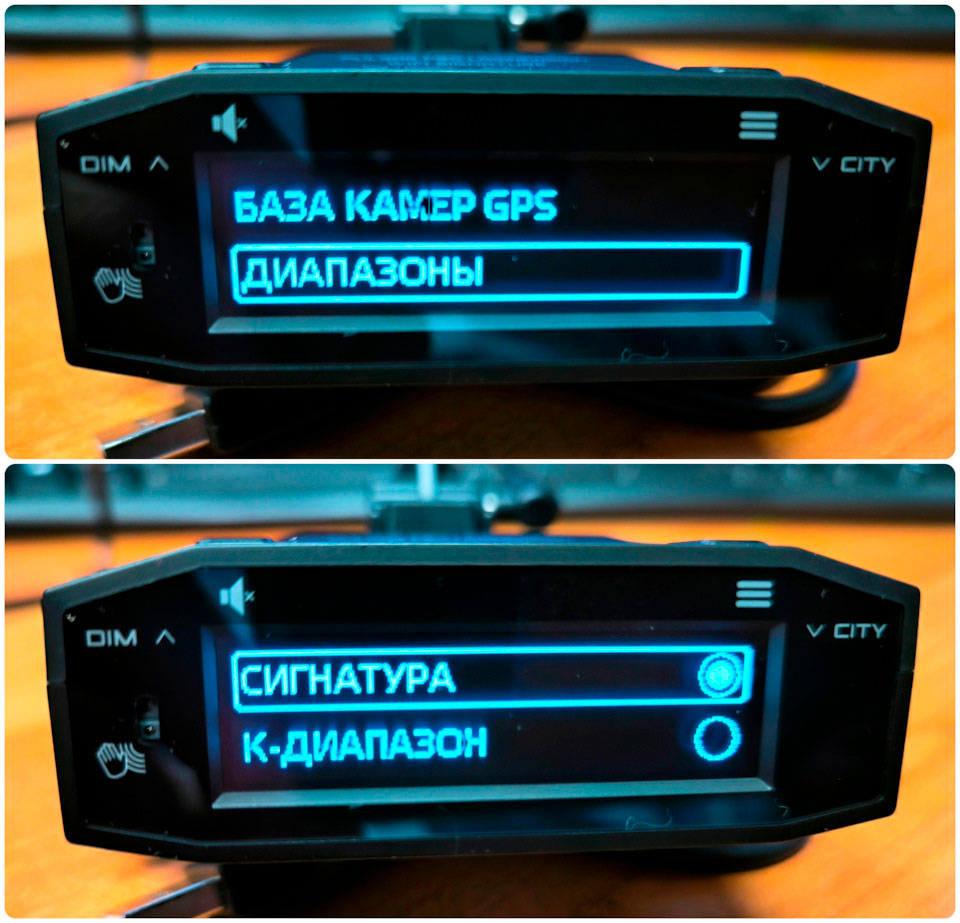 DIM
CITY
БАЗА КАМЕР GPS
ДИАПАЗОНЫ
DIM
CITY
СИГНАТУРА
К-ДИАПАЗОН